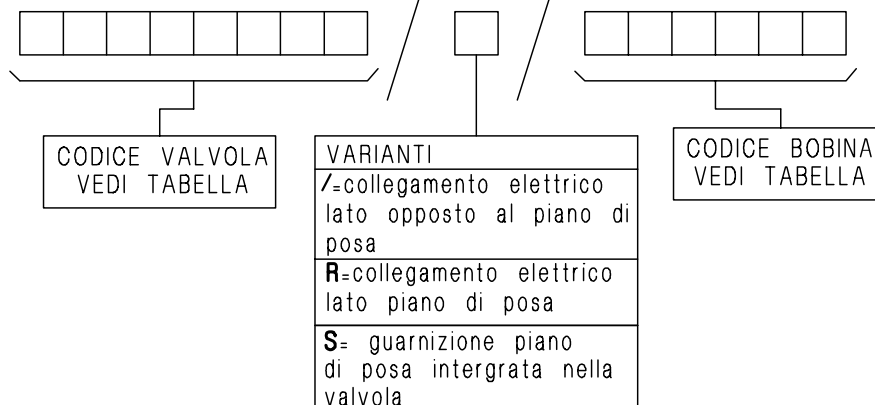 CODICE VALVOLA
VEDI TABELLA
VARIANTI
/=collegamento elettrico
lato opposto al piano di
posa
R=collegamento elettrico
lato piano di posa
S= guarnizione piano
di posa intergrata nella
valvola
CODICE BOBINA
VEDI TABELLA